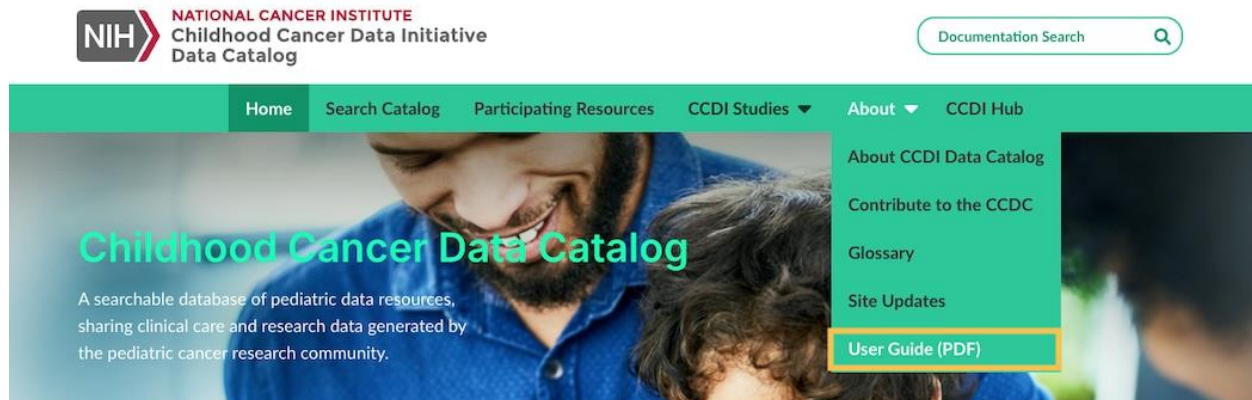 NIH
NATIONAL CANCER INSTITUTE
Childhood Cancer Data Initiative
Data Catalog
Documentation Search
Home
Search Catalog
Participating Resources
CCDI Studies
About
CCDI Hub
About CCDI Data Catalog
Contribute to the CCDC
Glossary
Site Updates
User Guide (PDF)
Childhood Cancer Data Catalog
A searchable database of pediatric data resources,
sharing clinical care and research data generated by
the pediatric cancer research community.